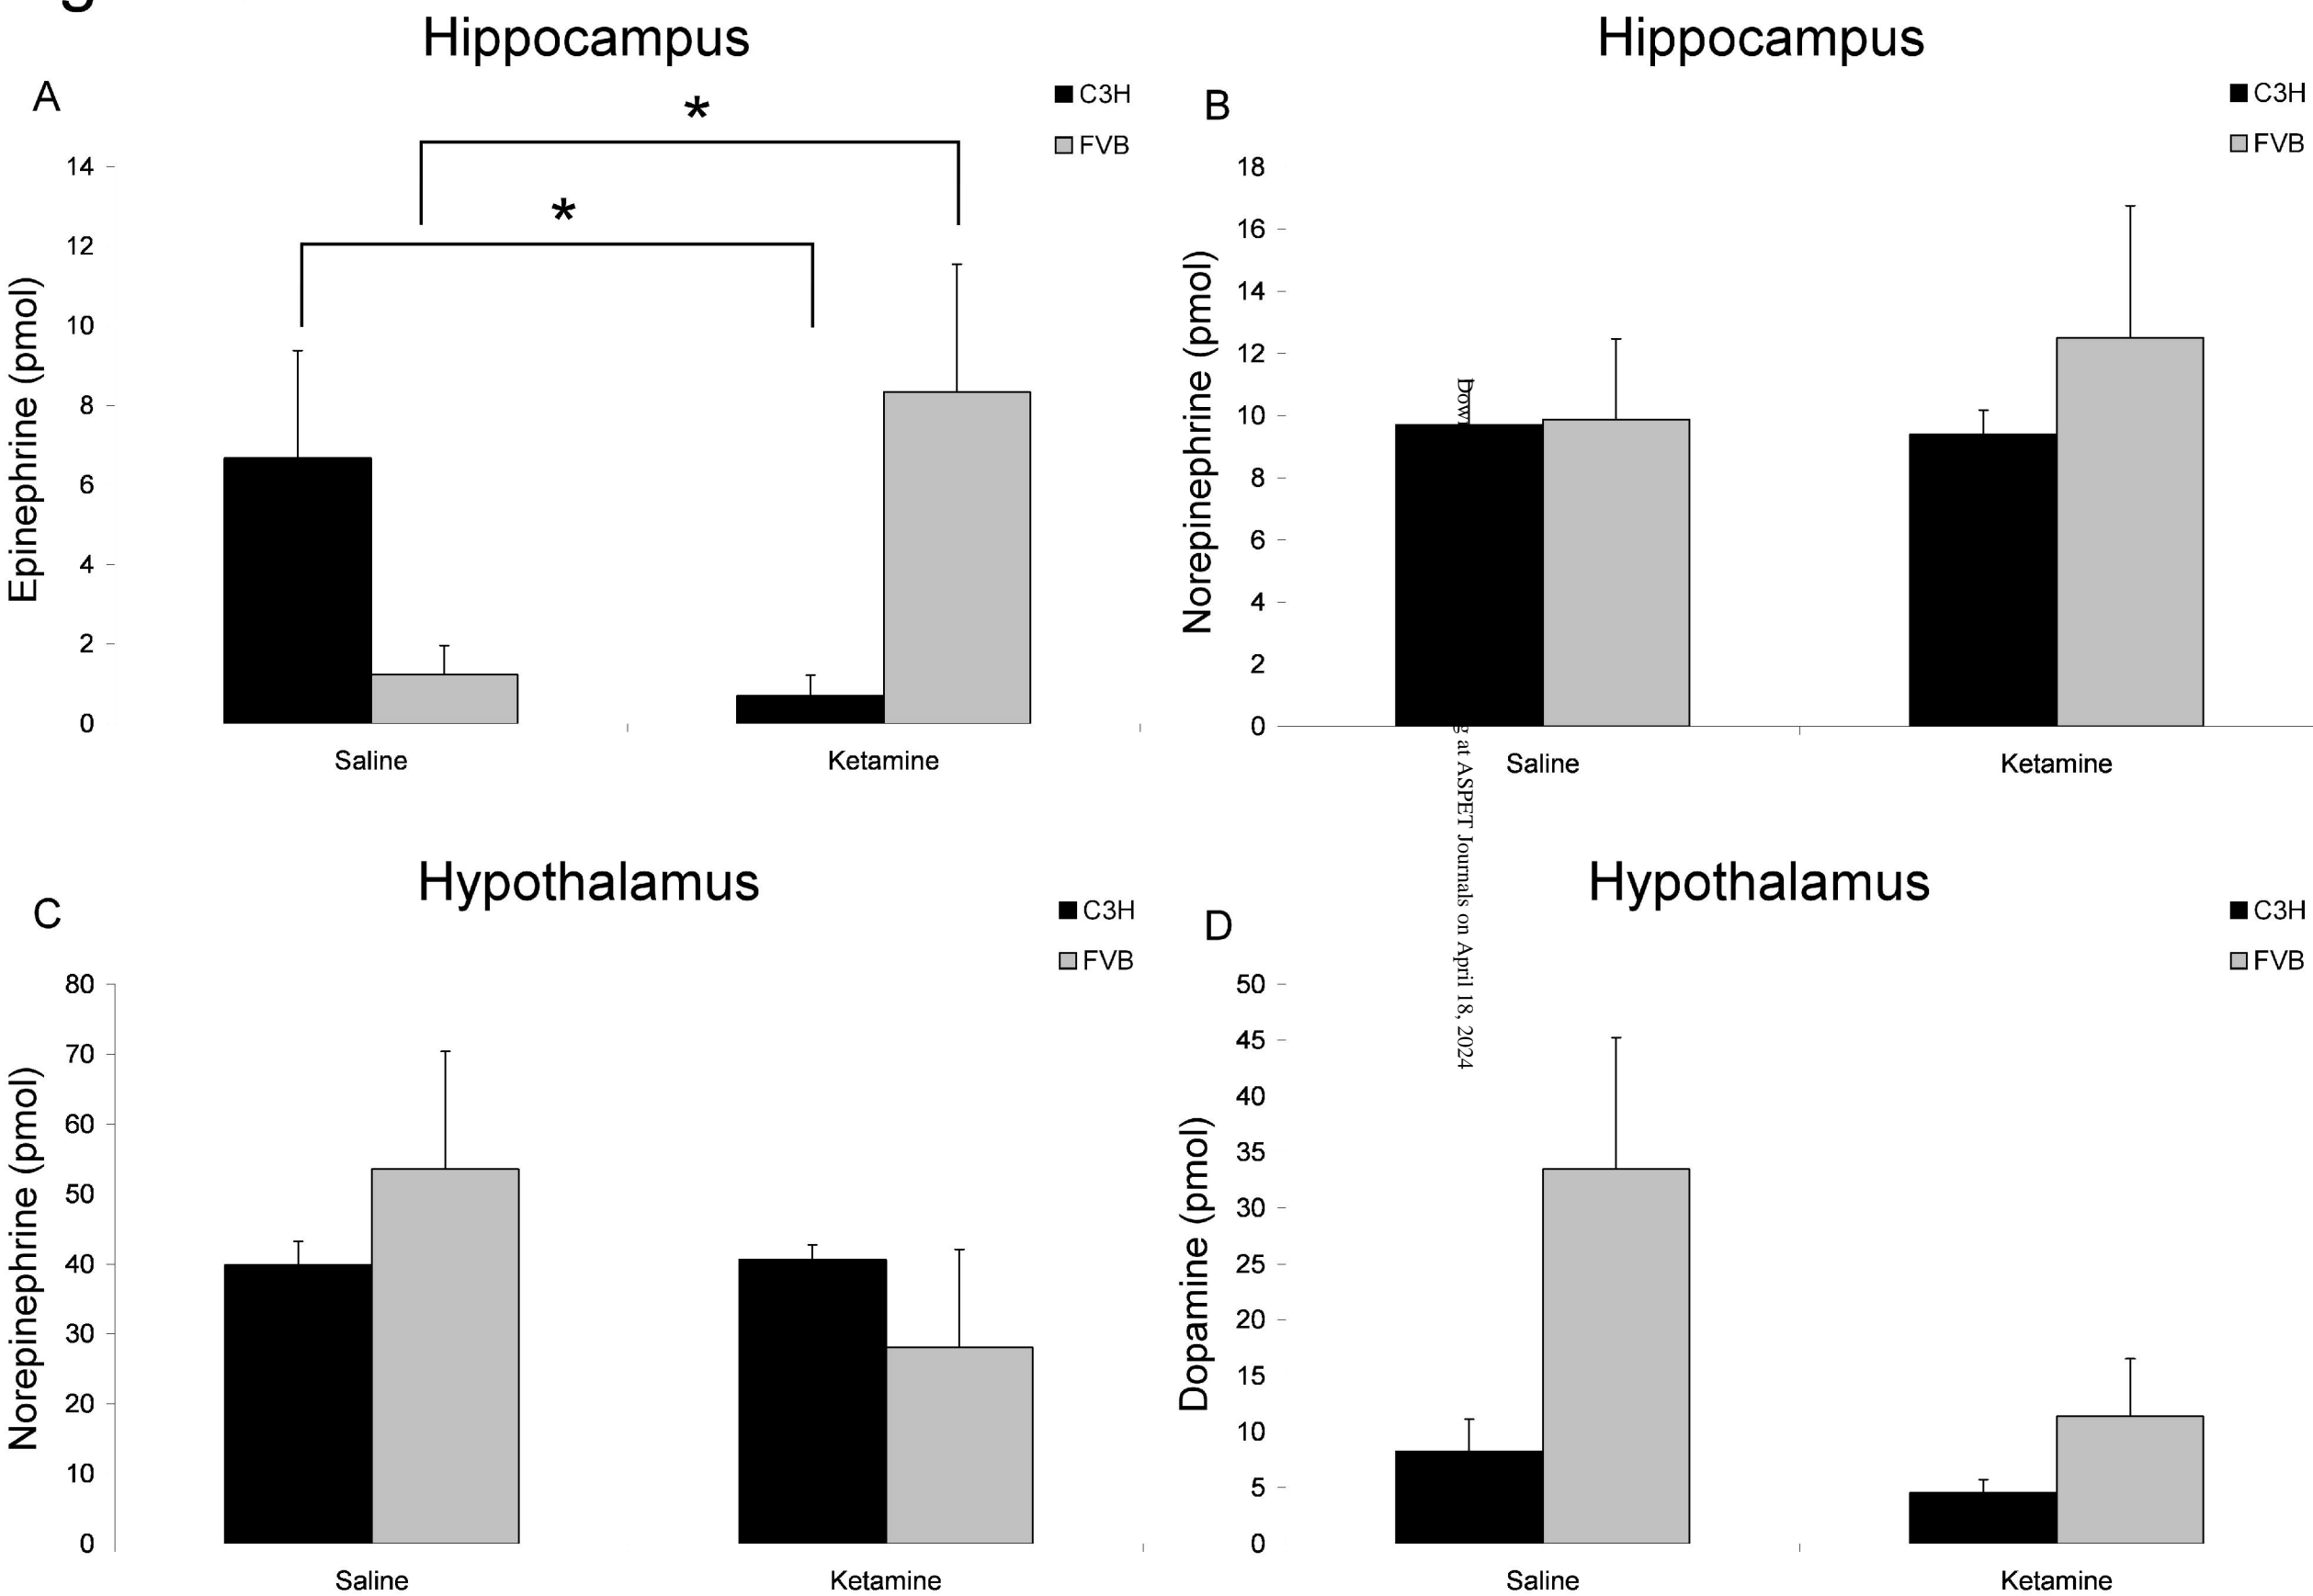 Hippocampus
A
C3H
FVB
*
*
14
12
10
8
6
4
2
0
Epinephrine (pmol)
Saline
Ketamine
Hippocampus
B
C3H
FVB
18
16
14
12
10
8
6
4
2
0
Norepinephrine (pmol)
Saline
Ketamine
at ASPET Journals on April 18, 2024
Hypothalamus
C
C3H
FVB
80
70
60
50
40
30
20
10
0
Norepinephrine (pmol)
Saline
Ketamine
Hypothalamus
D
C3H
FVB
50
45
40
35
30
25
20
15
10
5
0
Dopamine (pmol)
Saline
Ketamine